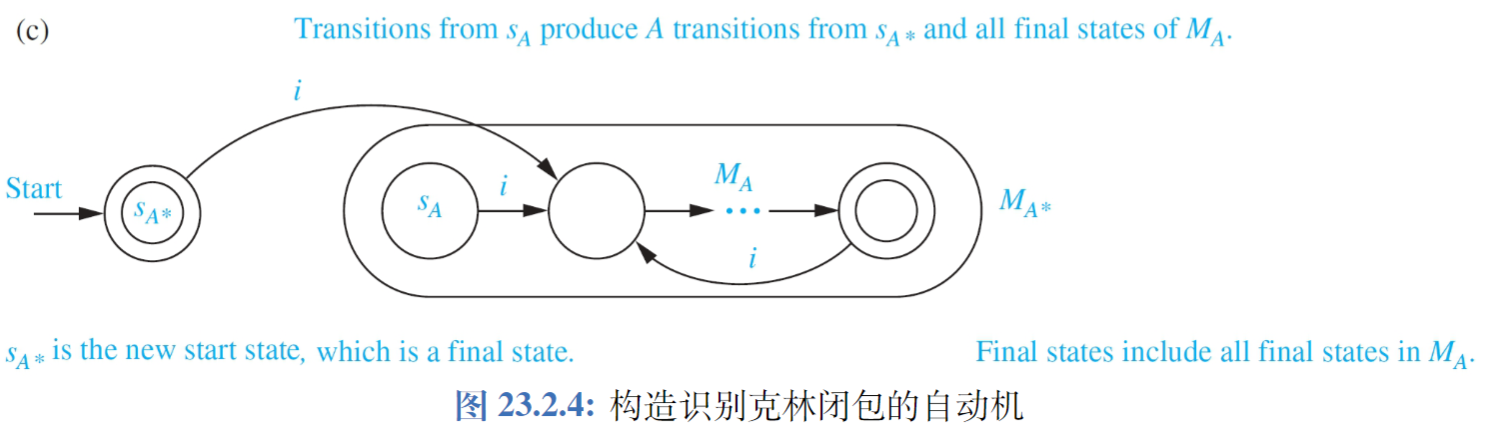 (c) Transitions from s_A produce A transitions from s_{A*} and all final states of M_A.
i
Start
s_{A*}
s_A
i
M_A
...
M_{A*}
i
s_{A*} is the new start state, which is a final state.
Final states include all final states in M_A.
图 23.2.4: 构造识别克林闭包的自动机